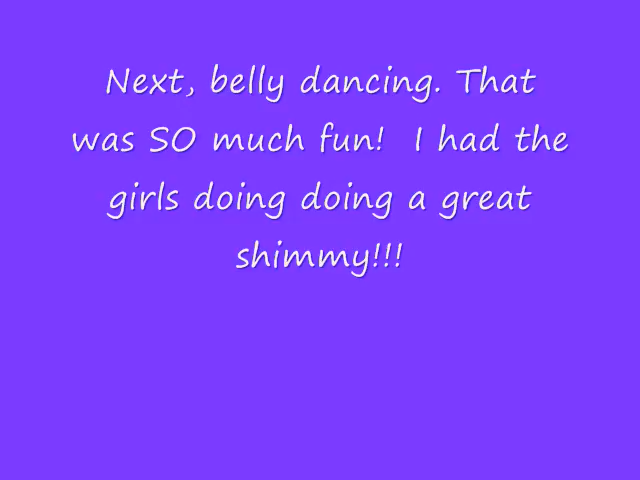 Next, belly dancing. That
was SO much fun!  I had the
girls doing doing a great
shimmy!!!